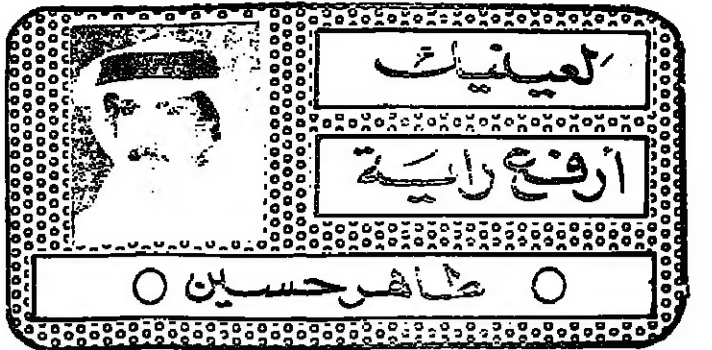 لعينيك
أرفع راية
طاهر حسين